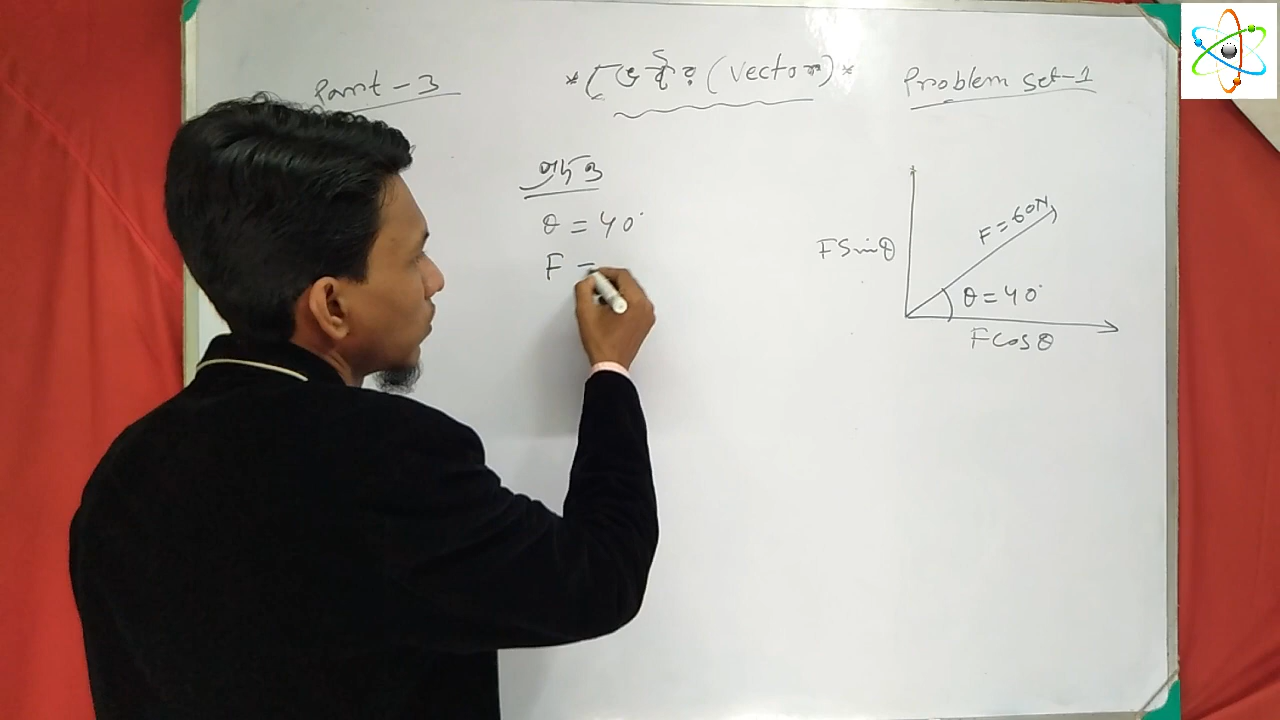 Part - 3
* ভেক্টর (Vector) *
Problem set-1
θ = 40°
F =
F = 60N
FSinθ
θ = 40°
FCosθ